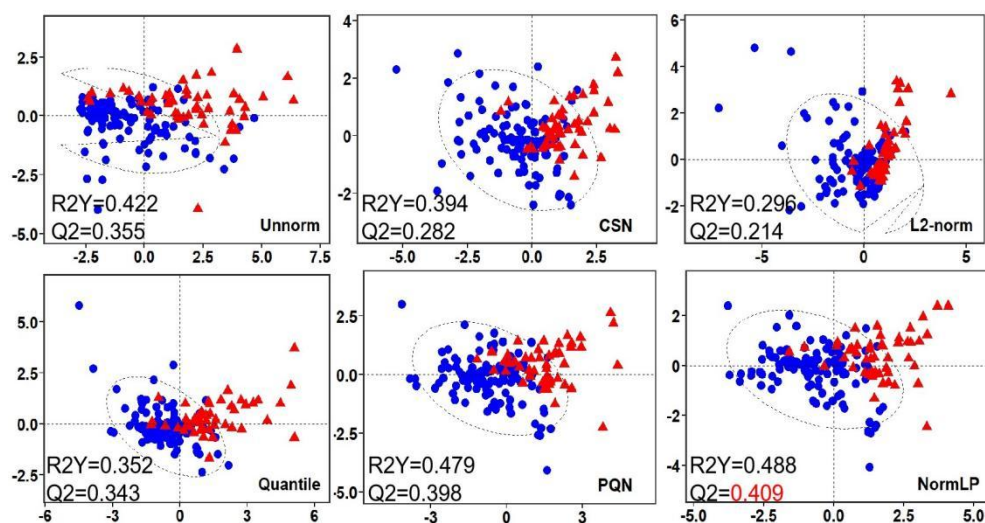 2.5
0.0
-2.5
-5.0
R2Y=0.422
Q2=0.355
Unnorm
-2.5 0.0 2.5 5.0 7.5
4
2
0
-2
R2Y=0.394
Q2=0.282
CSN
-5.0 -2.5 0.0 2.5
6
4
2
0
-2
R2Y=0.296
Q2=0.214
L2-norm
-5 0 5
7.5
5.0
2.5
0.0
-2.5
R2Y=0.352
Q2=0.343
Quantile
-6 -3 0 3 6
2.5
0.0
-2.5
-5.0
R2Y=0.479
Q2=0.398
PQN
-3 0 3
2
0
-2
-4
R2Y=0.488
Q2=0.409
NormLP
-5.0 -2.5 0.0 2.5 5.0